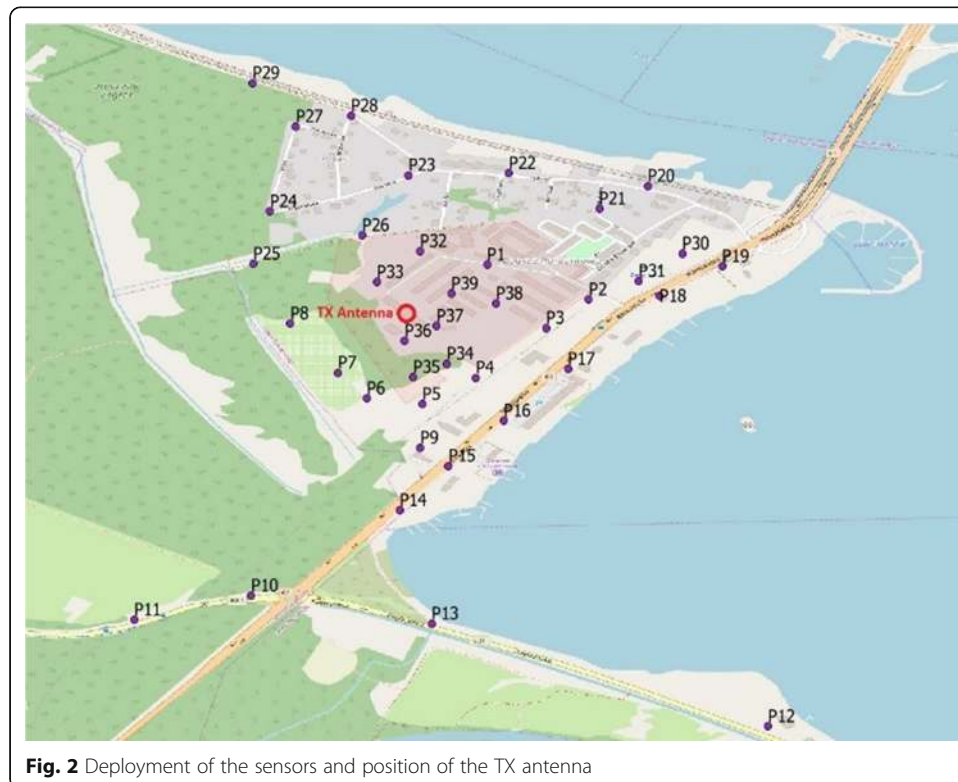 P29
P28
P27
P23
P22
P20
P24
P21
P26
P32
P30
P25
P1
P19
P33
P31
P39
P2
P18
P38
TX Antenna
P8
P37
P3
P36
P34
P17
P7
P35
P4
P6
P5
P16
P9
P15
P14
P10
P11
P13
P12
Fig. 2 Deployment of the sensors and position of the TX antenna